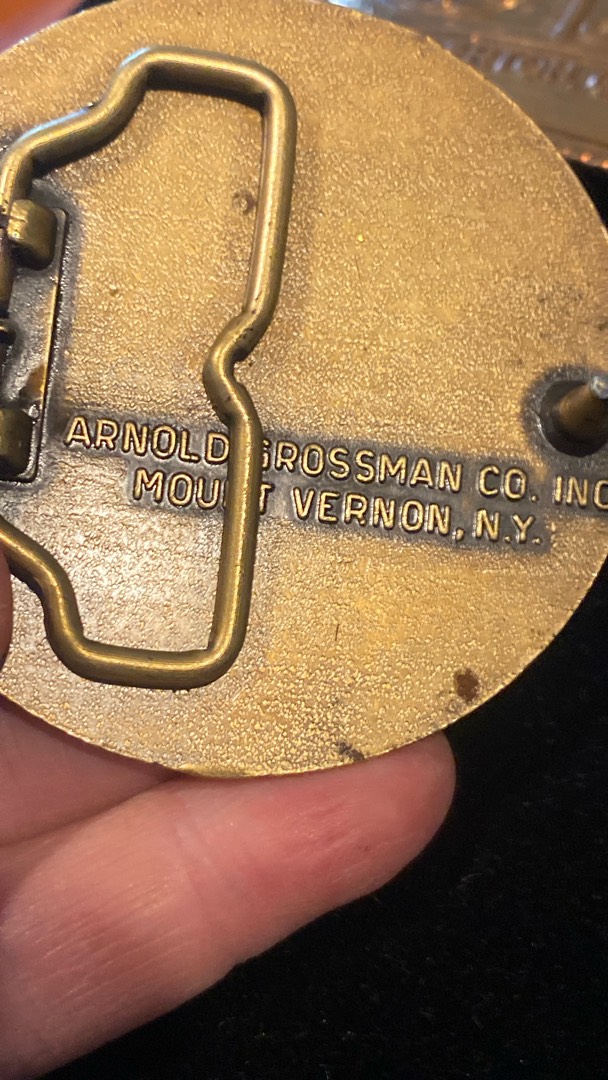 ARNOLD GROSSMAN CO. INC
MOUNT VERNON, N.Y.